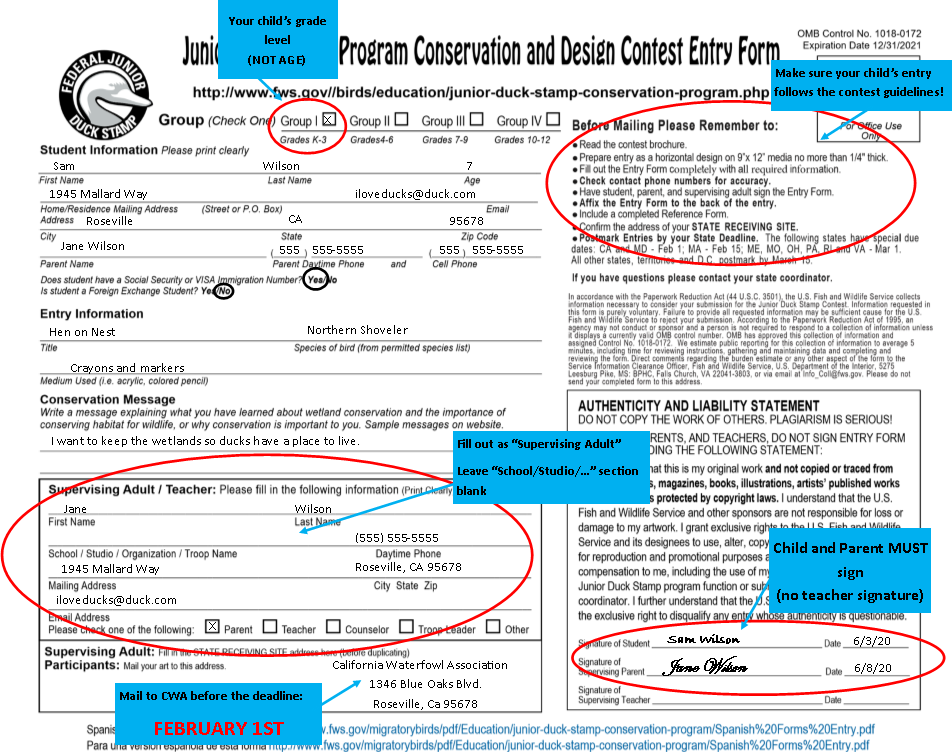 Your child's grade
level
(NOT AGE)
OMB Control No. 1018-0172
Expiration Date 12/31/2021
Program Conservation and Design Contest Entry Form
FEDERAL JUNIOR
DUCK STAMP
http://www.fws.gov//birds/education/junior-duck-stamp-conservation-program.php
Make sure your child's entry
follows the contest guidelines!
For Office Use
Only
Group (Check One) Group I X Group II Group III Group IV
Grades K-3 Grades4-6 Grades 7-9 Grades 10-12
Student Information Please print clearly
Sam Wilson 7
First Name Last Name Age
1945 Mallard Way iloveducks@duck.com
Home/Residence Mailing Address (Street or P.O. Box) Email
Address Roseville CA 95678
City State Zip Code
Jane Wilson ( 555 ) 555-5555 ( 555 ) 555-5555
Parent Name Parent Daytime Phone and Cell Phone
Does student have a Social Security or VISA Immigration Number? Yes/No
Is student a Foreign Exchange Student? Yes/No
Entry Information
Hen on Nest Northern Shoveler
Title Species of bird (from permitted species list)
Crayons and markers
Medium Used (i.e. acrylic, colored pencil)
Conservation Message
Write a message explaining what you have learned about wetland conservation and the importance of
conserving habitat for wildlife, or why conservation is important to you. Sample messages on website.
I want to keep the wetlands so ducks have a place to live.
Fill out as "Supervising Adult"
Leave "School/Studio/..." section
blank
Supervising Adult / Teacher: Please fill in the following information (Print Clearly)
Jane Wilson
First Name Last Name
(555) 555-5555
School / Studio / Organization / Troop Name Daytime Phone
1945 Mallard Way Roseville, CA 95678
Mailing Address City State Zip
iloveducks@duck.com
Email Address
Please check one of the following: X Parent Teacher Counselor Troop Leader Other
Supervising Adult: Fill in the STATE RECEIVING SITE address here (before duplicating)
Participants: Mail your art to this address.
California Waterfowl Association
1346 Blue Oaks Blvd.
Roseville, Ca 95678
Mail to CWA before the deadline:
FEBRUARY 1ST
Before Mailing Please Remember to:
● Read the contest brochure.
● Prepare entry as a horizontal design on 9"x 12" media no more than 1/4" thick.
● Fill out the Entry Form completely with all required information.
● Check contact phone numbers for accuracy.
● Have student, parent, and supervising adult sign the Entry Form.
● Affix the Entry Form to the back of the entry.
● Include a completed Reference Form.
● Confirm the address of your STATE RECEIVING SITE.
● Postmark Entries by your State Deadline. The following states have special due
dates: CA and MD - Feb 1; MA - Feb 15; ME, MO, OH, PA, RI and VA - Mar 1.
All other states, territories and D.C. postmark by March 15.
If you have questions please contact your state coordinator.
In accordance with the Paperwork Reduction Act (44 U.S.C. 3501), the U.S. Fish and Wildlife Service collects
information necessary to consider your submission for the Junior Duck Stamp Contest. Information requested in
this form is purely voluntary. Failure to provide all requested information may be sufficient cause for the U.S.
Fish and Wildlife Service to reject your submission. According to the Paperwork Reduction Act of 1995, an
agency may not conduct or sponsor and a person is not required to respond to a collection of information unless
it displays a currently valid OMB control number. OMB has approved this collection of information and
assigned Control No. 1018-0172. We estimate public reporting for this collection of information to average 5
minutes, including time for reviewing instructions, gathering and maintaining data and completing and
reviewing the form. Direct comments regarding the burden estimate or any other aspect of the form to the
Service Information Clearance Officer, Fish and Wildlife Service, U.S. Department of the Interior, 5275
Leesburg Pike, MS: BPHC, Falls Church, VA 22041-3803, or via email at Info_Coll@fws.gov. Please do not
send your completed form to this address.
AUTHENTICITY AND LIABILITY STATEMENT
DO NOT COPY THE WORK OF OTHERS. PLAGIARISM IS SERIOUS!
RENTS, AND TEACHERS, DO NOT SIGN ENTRY FORM
DING THE FOLLOWING STATEMENT:
that this is my original work and not copied or traced from
s, magazines, books, illustrations, artists' published works
s protected by copyright laws. I understand that the U.S.
Fish and Wildlife Service and other sponsors are not responsible for loss or
damage to my artwork. I grant exclusive rights to the U.S. Fish and Wildlife
Service and its designees to use, alter, copy
for reproduction and promotional purposes
compensation to me, including the use of my
Junior Duck Stamp program function or
coordinator. I further understand that the U.S.
the exclusive right to disqualify any entry whose authenticity is questionable.
Child and Parent MUST
sign
(no teacher signature)
Signature of Student Sam Wilson Date 6/3/20
Signature of
Supervising Parent Jane Wilson Date 6/8/20
Signature of
Supervising Teacher Date
w.fws.gov/migratorybirds/pdf/Education/junior-duck-stamp-conservation-program/Spanish%20Forms%20Entry.pdf
Para una version espanola de esta forma http://www.fws.gov/migratorybirds/pdf/Education/junior-duck-stamp-conservation-program/Spanish%20Forms%20Entry.pdf